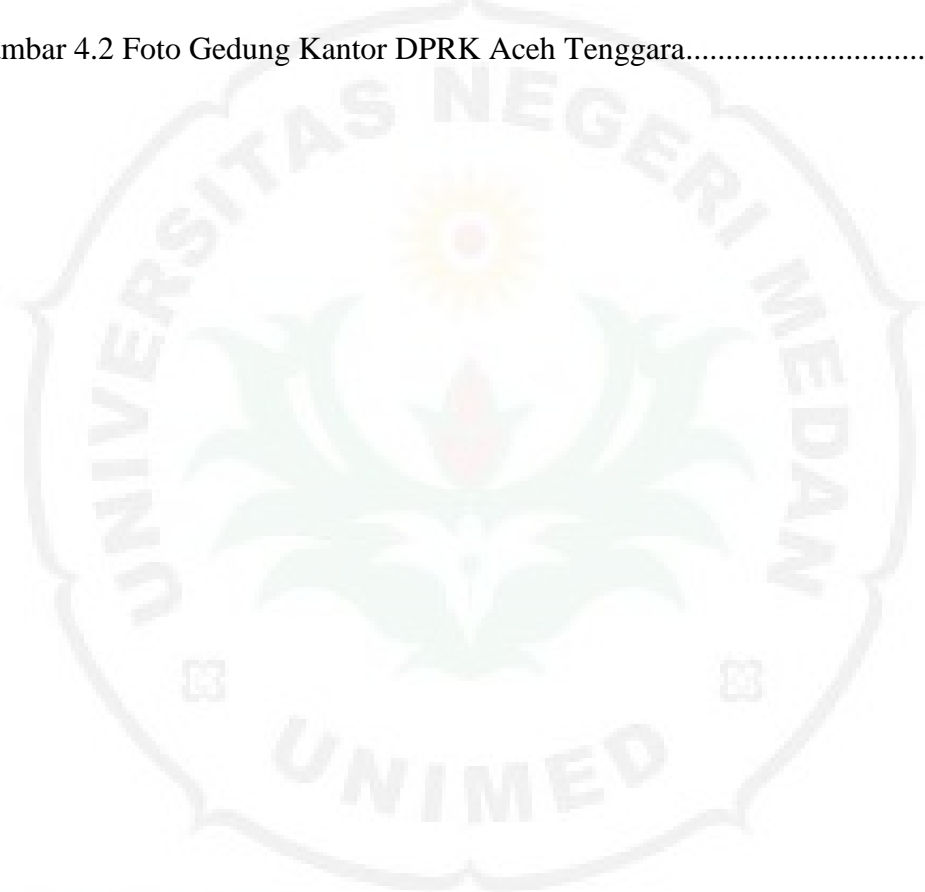 mbar 4.2 Foto Gedung Kantor DPRK Aceh Tenggara..............................
UNIVERSITAS NEGERI MEDAN
UNIMED